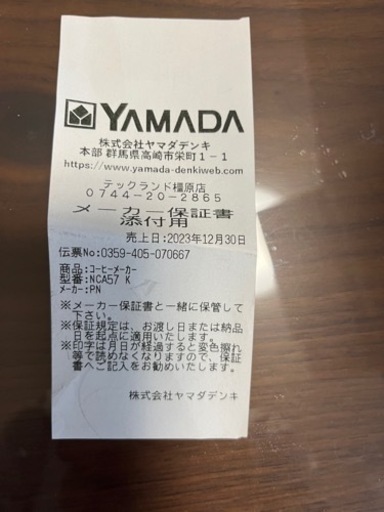 YAMADA
株式会社ヤマダデンキ
本部 群馬県高崎市栄町1-1
https://www.yamada-denkiweb.com
テックランド橿原店
0744-20-2865
メーカー保証書
添付用
売上日:2023年12月30日
伝票No:0359-405-070667
商品:コーヒーメーカー
型番:NCA57 K
メーカー:PN
※メーカー保証書と一緒に保管して
下さい。
※保証規定は、お渡し日または納品
日を起点に適用いたします。
※印字は月日が経過すると変色擦れ
等で読めなくなりますので、保証
書へご記入をお勧めいたします。
株式会社ヤマダデンキ